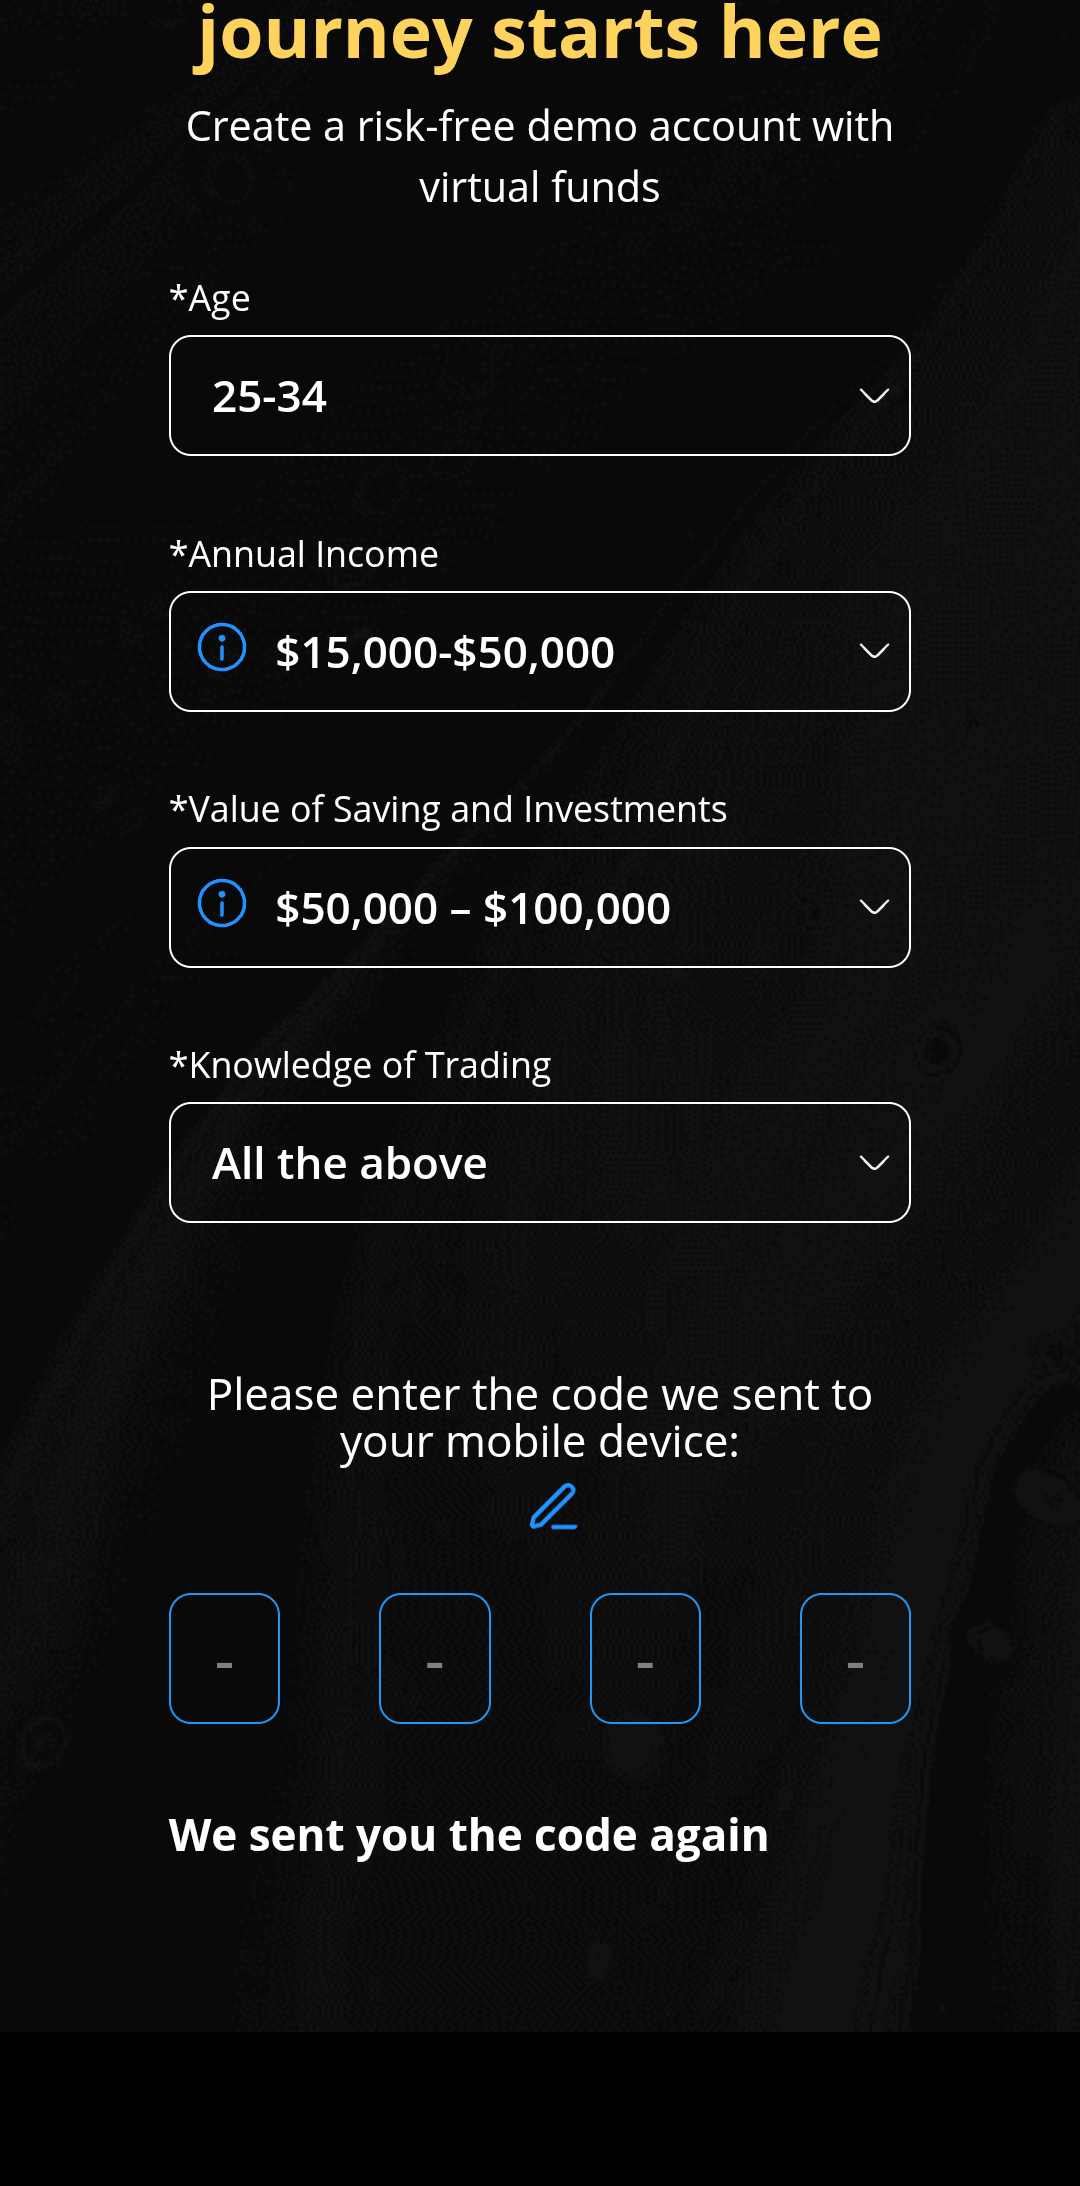 journey starts here
Create a risk-free demo account with
virtual funds
*Age
25-34
*Annual Income
$15,000-$50,000
*Value of Saving and Investments
$50,000 – $100,000
*Knowledge of Trading
All the above
Please enter the code we sent to
your mobile device:
- - - -
We sent you the code again